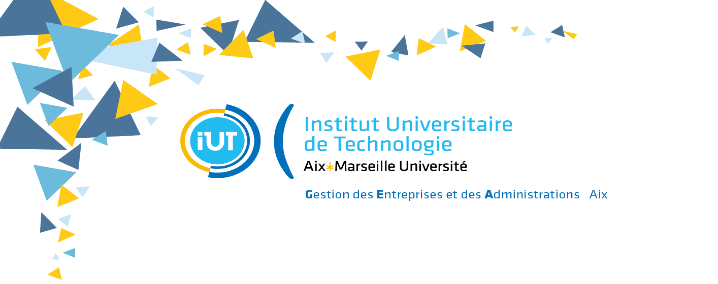 iUT
Institut Universitaire
de Technologie
Aix*Marseille Université
Gestion des Entreprises et des Administrations Aix